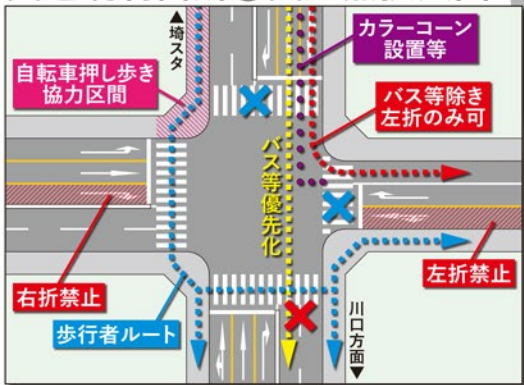 ▲埼スタ
カラーコーン
設置等
自転車押し歩き
協力区間
バス等除き
左折のみ可
バス等優先化
右折禁止
左折禁止
歩行者ルート
川口方面▼